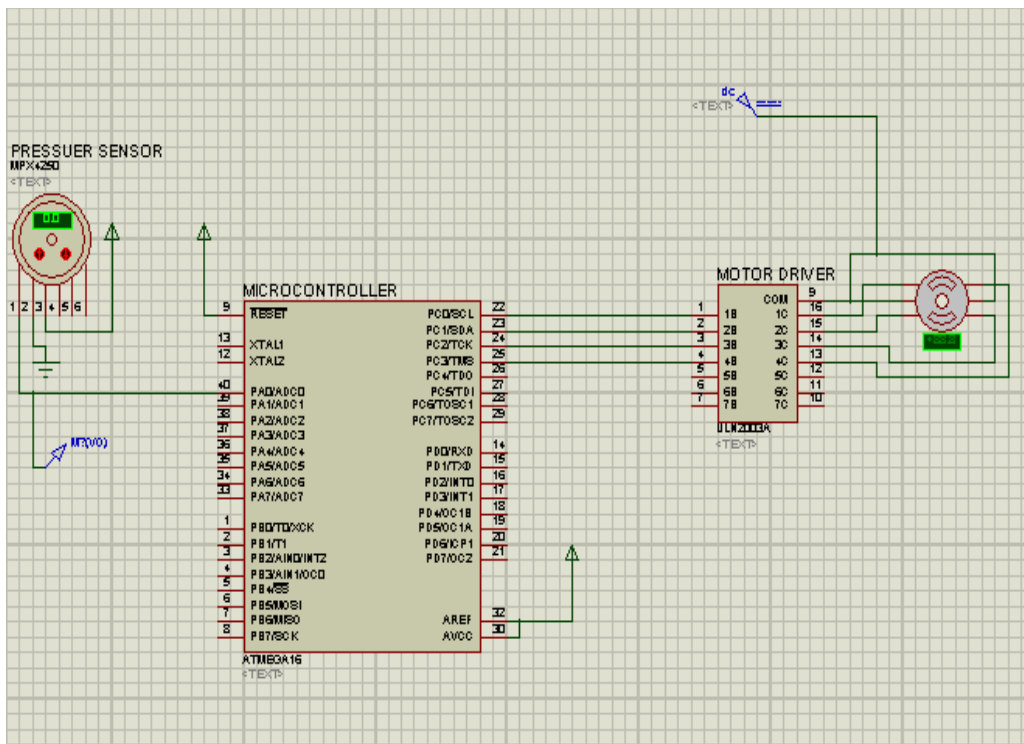 dc
<TEXT>
PRESSUER SENSOR
MPX4250
<TEXT>
0.0
1 2 3 4 5 6
MICROCONTROLLER
9 RESET
13 XTAL1
12 XTAL2
40 PA0/ADC0
39 PA1/ADC1
38 PA2/ADC2
37 PA3/ADC3
36 PA4/ADC4
35 PA5/ADC5
34 PA6/ADC6
33 PA7/ADC7
1 PB0/T0/XCK
2 PB1/T1
3 PB2/AIN0/INT2
4 PB3/AIN1/OC0
5 PB4/SS
6 PB5/MOSI
7 PB6/MISO
8 PB7/SCK
PC0/SCL 22
PC1/SDA 23
PC2/TCK 24
PC3/TMS 25
PC4/TDO 26
PC5/TDI 27
PC6/TOSC1 28
PC7/TOSC2 29
PD0/RXD 14
PD1/TXD 15
PD2/INT0 16
PD3/INT1 17
PD4/OC1B 18
PD5/OC1A 19
PD6/ICP1 20
PD7/OC2 21
AREF 32
AVCC 30
ATMEGA16
<TEXT>
MOTOR DRIVER
COM 9
1 1B 1C 16
2 2B 2C 15
3 3B 3C 14
4 4B 4C 13
5 5B 5C 12
6 6B 6C 11
7 7B 7C 10
ULN2003A
<TEXT>